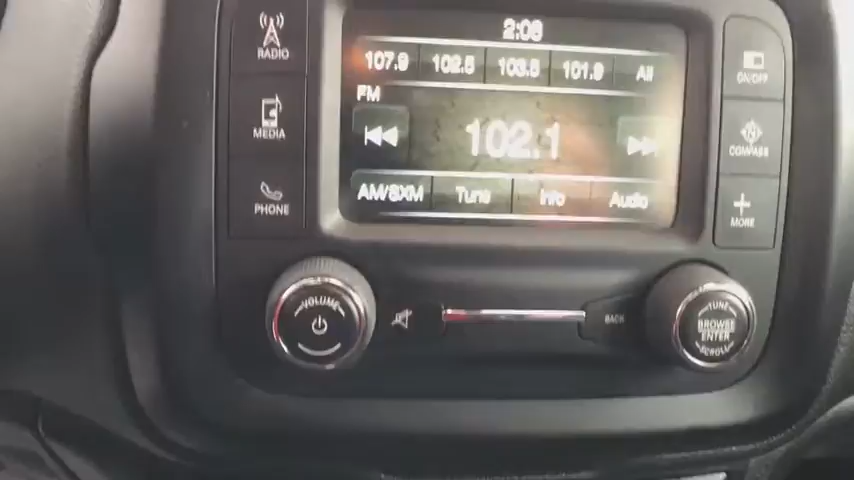 2:08
107.9 102.5 103.5 101.9 All
FM
102.1
AM/SXM Tune Info Audio
RADIO
MEDIA
PHONE
ON/OFF
N
COMPASS
MORE
VOLUME
BACK
TUNE
BROWSE
ENTER
SCROLL